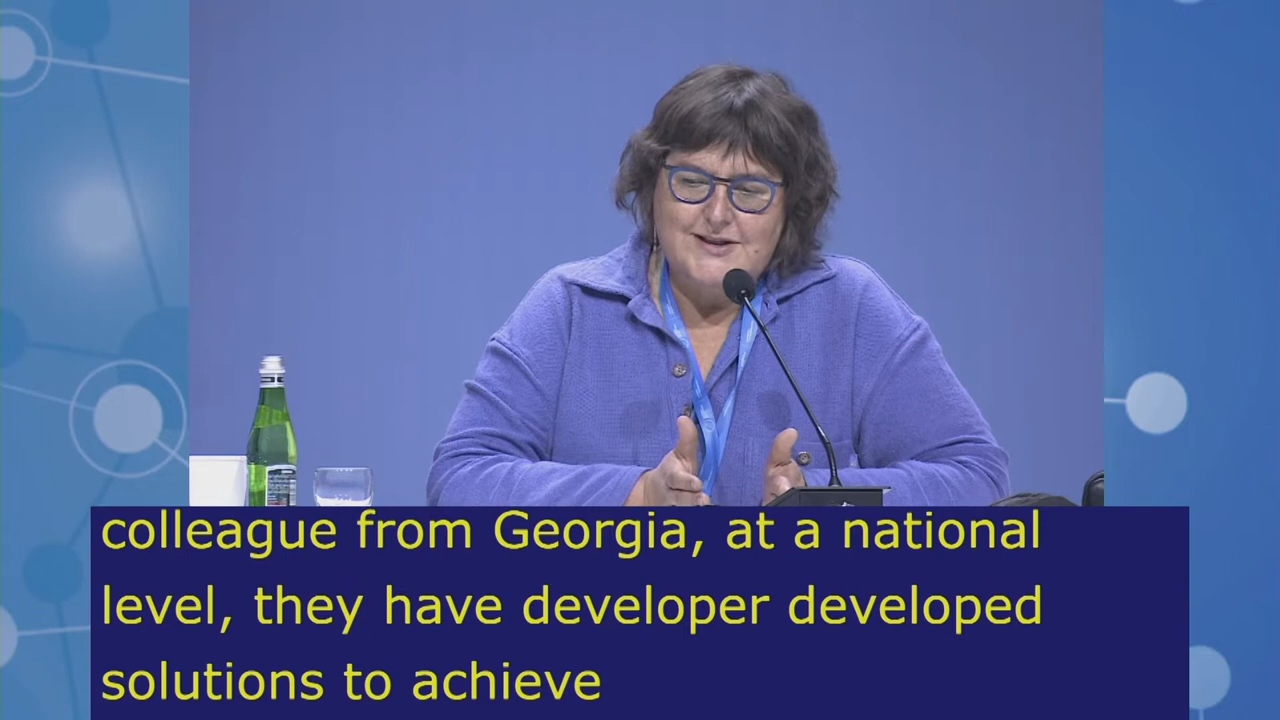 colleague from Georgia, at a national
level, they have developer developed
solutions to achieve